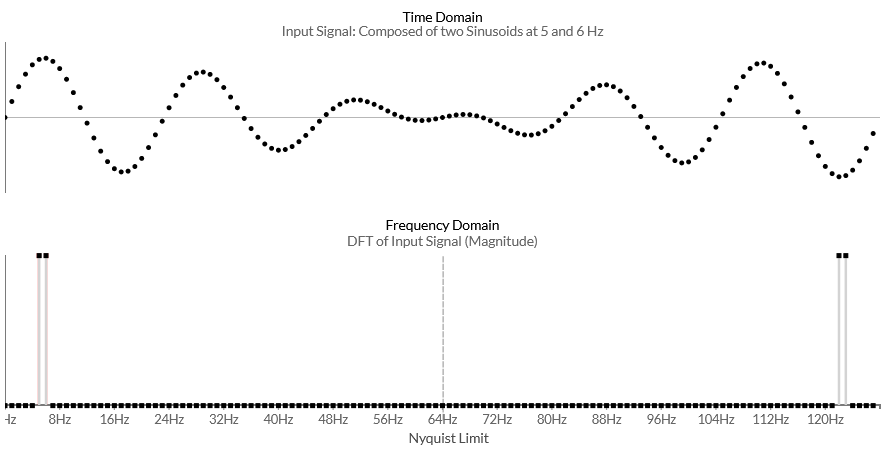 Time Domain
Input Signal: Composed of two Sinusoids at 5 and 6 Hz
Frequency Domain
DFT of Input Signal (Magnitude)
Hz 8Hz 16Hz 24Hz 32Hz 40Hz 48Hz 56Hz 64Hz 72Hz 80Hz 88Hz 96Hz 104Hz 112Hz 120Hz
Nyquist Limit